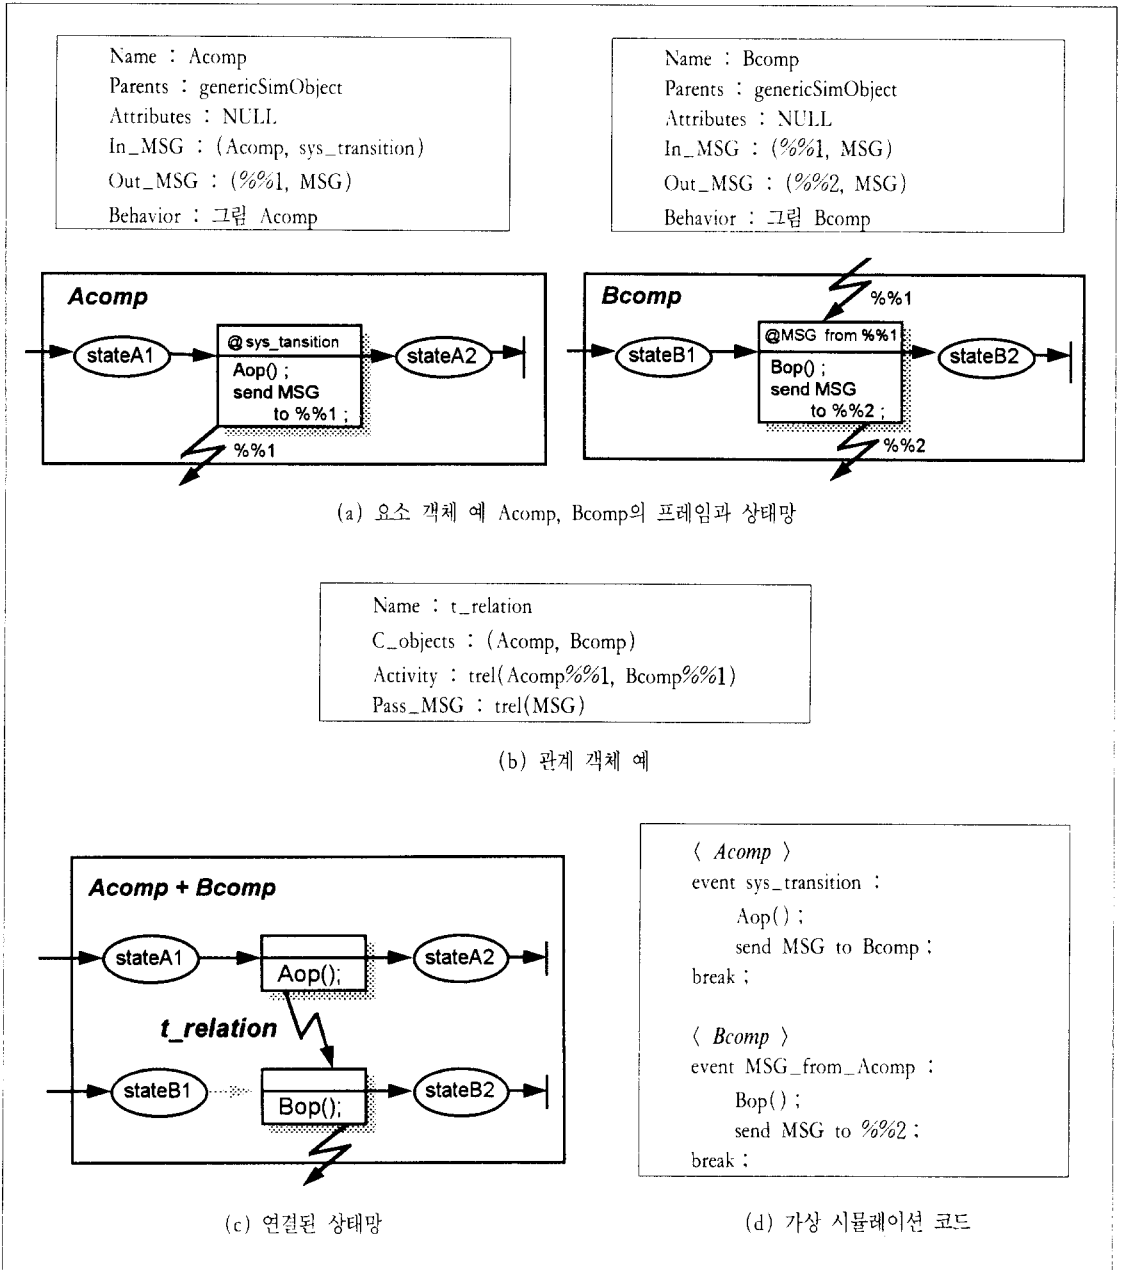 Name : Acomp
Parents : genericSimObject
Attributes : NULL
In_MSG : (Acomp, sys_transition)
Out_MSG : (%%1, MSG)
Behavior : 그림 Acomp
Name : Bcomp
Parents : genericSimObject
Attributes : NULL
In_MSG : (%%1, MSG)
Out_MSG : (%%2, MSG)
Behavior : 그림 Bcomp
Acomp
stateA1
@sys_tansition
Aop() ;
send MSG
to %%1 ;
stateA2
%%1
Bcomp
%%1
stateB1
@MSG from %%1
Bop() ;
send MSG
to %%2 ;
stateB2
%%2
(a) 요소 객체 예 Acomp, Bcomp의 프레임과 상태망
Name : t_relation
C_objects : (Acomp, Bcomp)
Activity : trel(Acomp%%1, Bcomp%%1)
Pass_MSG : trel(MSG)
(b) 관계 객체 예
Acomp + Bcomp
stateA1
Aop();
stateA2
t_relation
stateB1
Bop();
stateB2
(c) 연결된 상태망
〈 Acomp 〉
event sys_transition :
Aop() ;
send MSG to Bcomp ;
break ;
〈 Bcomp 〉
event MSG_from_Acomp :
Bop() ;
send MSG to %%2 ;
break ;
(d) 가상 시뮬레이션 코드